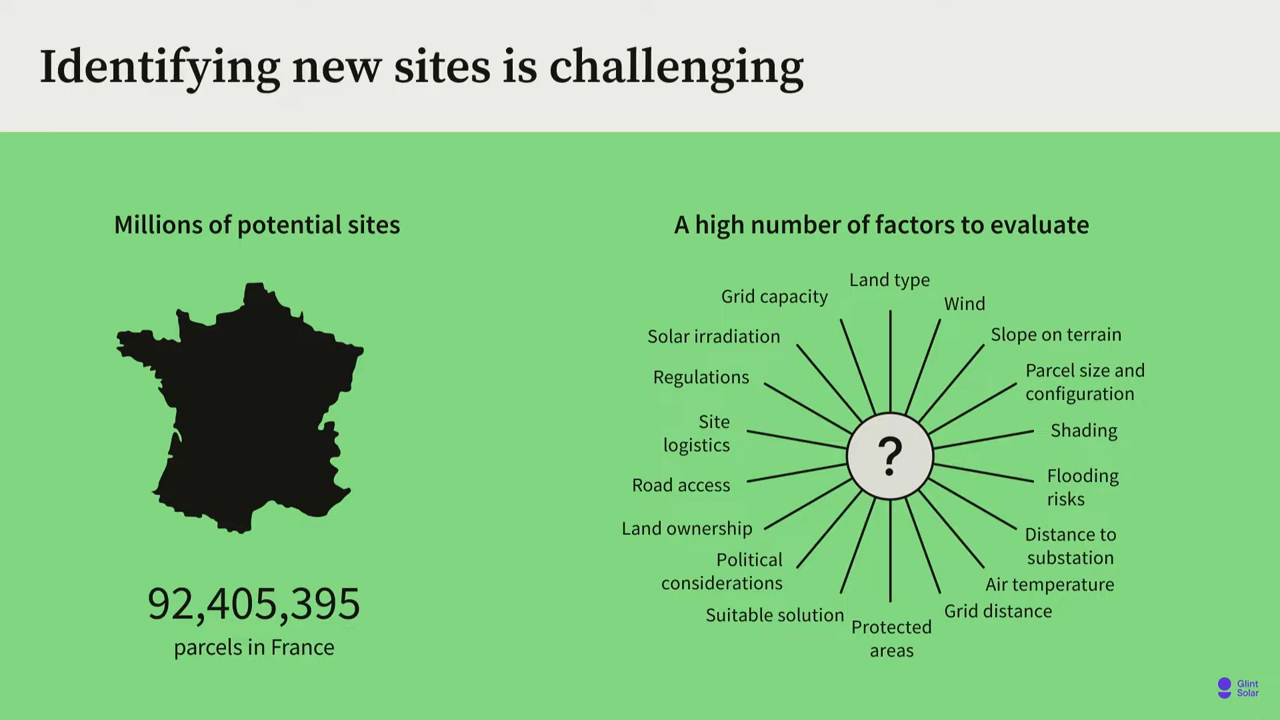 Identifying new sites is challenging
Millions of potential sites
92,405,395
parcels in France
A high number of factors to evaluate
Land type
Wind
Slope on terrain
Parcel size and
configuration
Shading
Flooding
risks
Distance to
substation
Air temperature
Grid distance
Protected
areas
Suitable solution
Political
considerations
Land ownership
Road access
Site
logistics
Regulations
Solar irradiation
Grid capacity
?
Glint
Solar